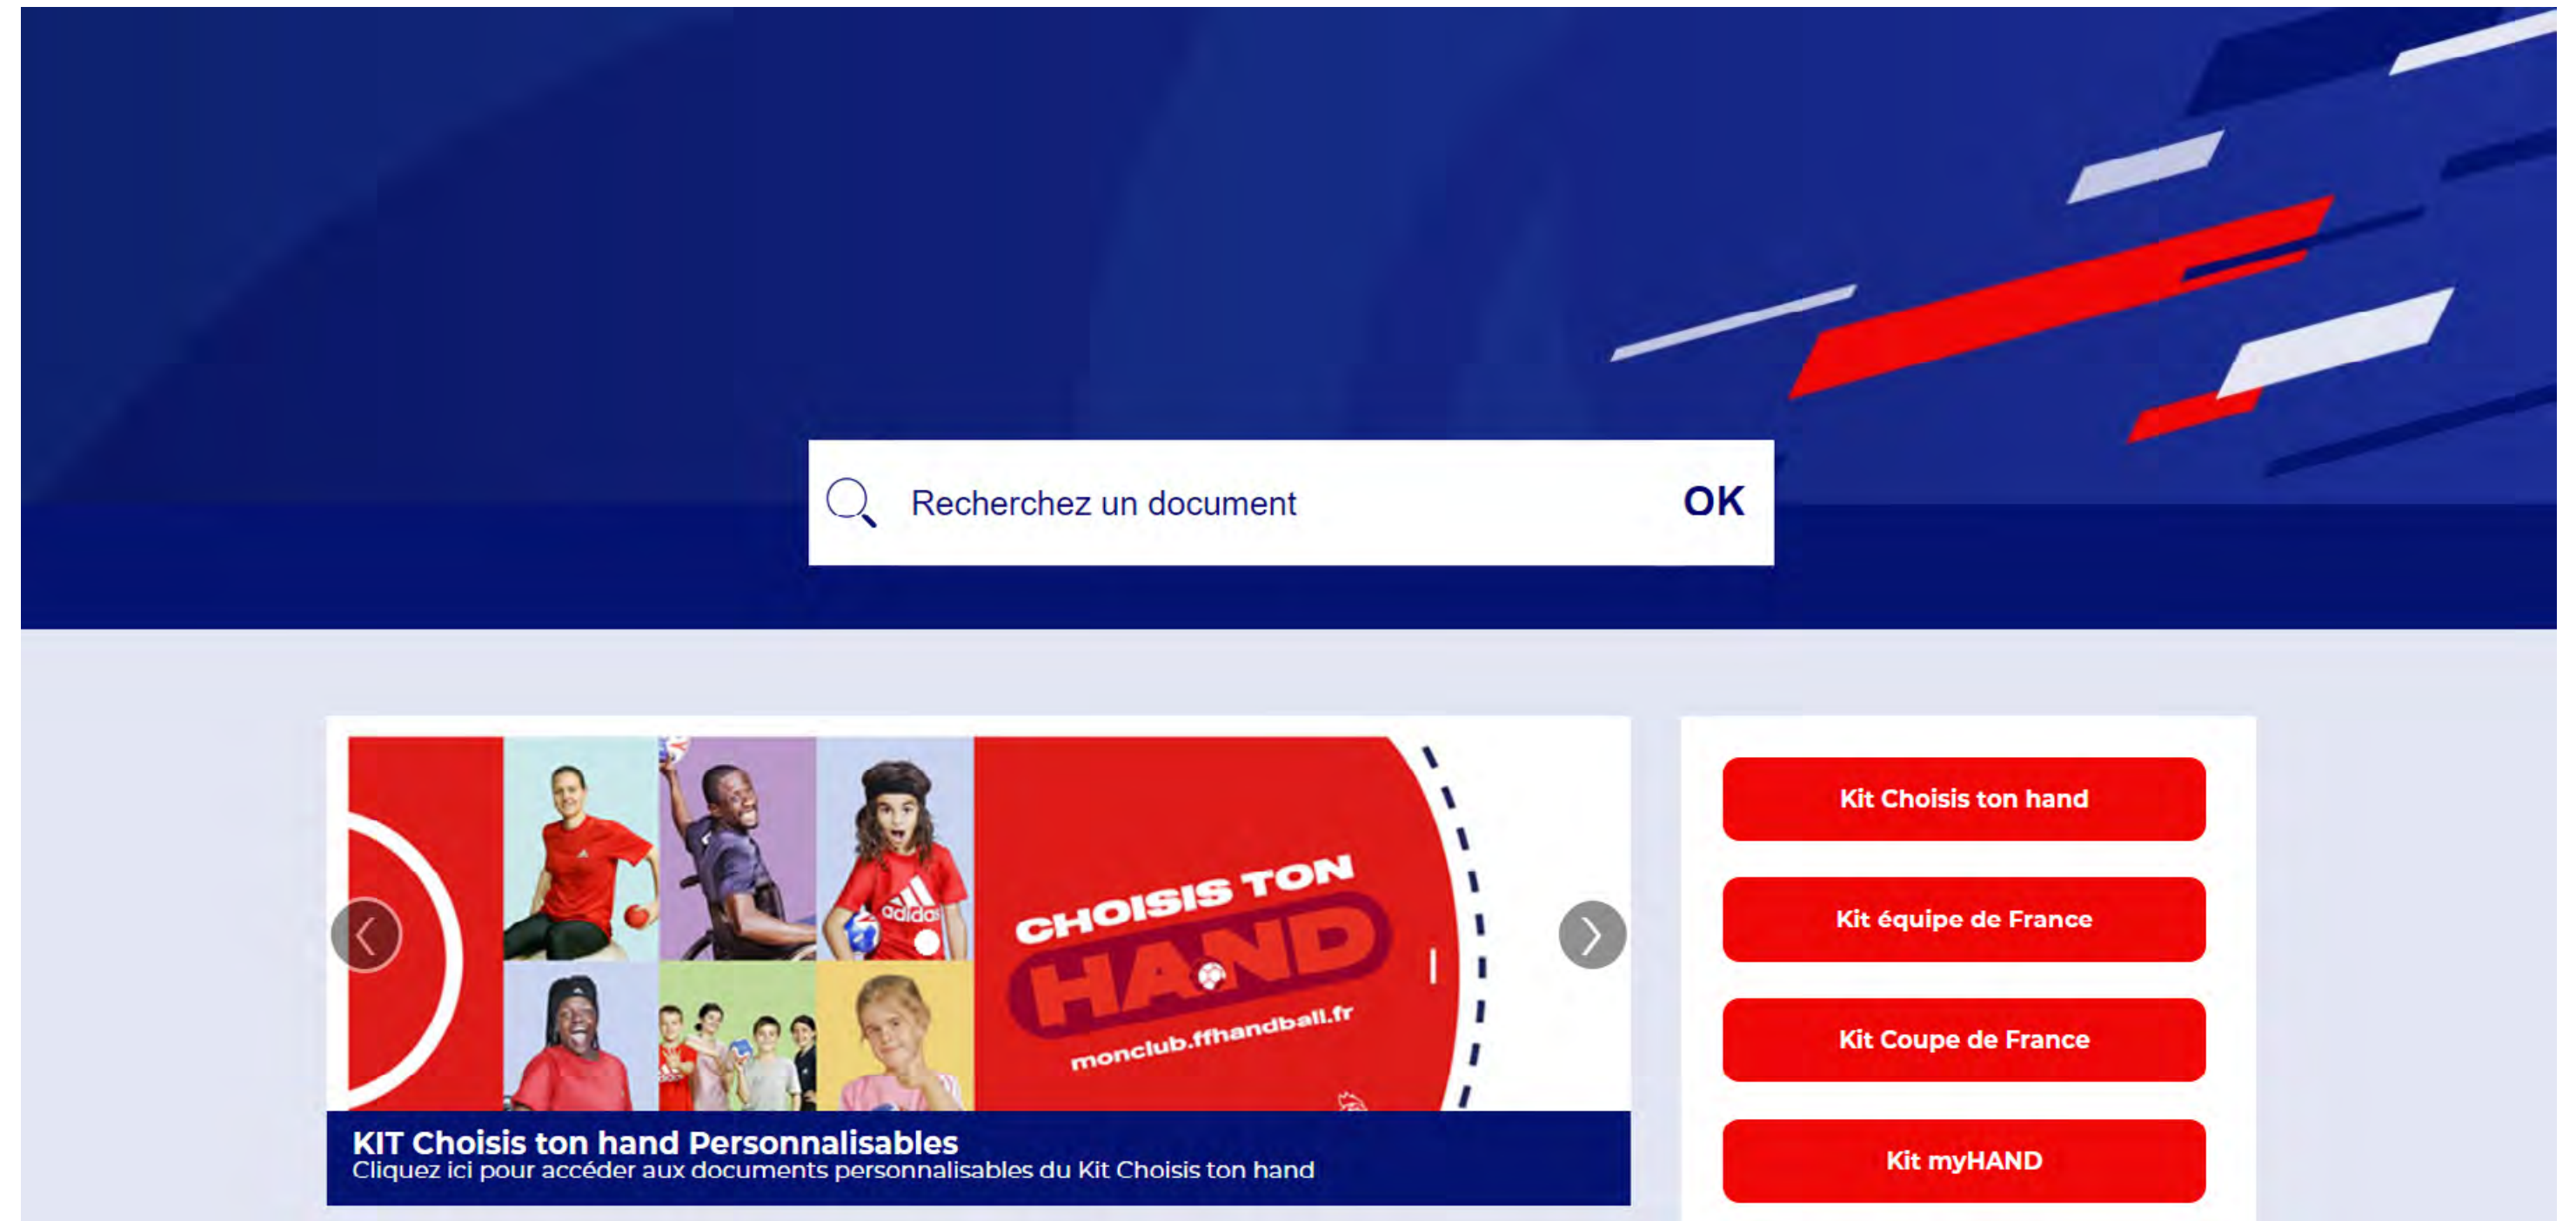 Recherchez un document
OK
adidas
CHOISIS TON
HAND
monclub.ffhandball.fr
KIT Choisis ton hand Personnalisables
Cliquez ici pour accéder aux documents personnalisables du Kit Choisis ton hand
Kit Choisis ton hand
Kit équipe de France
Kit Coupe de France
Kit myHAND